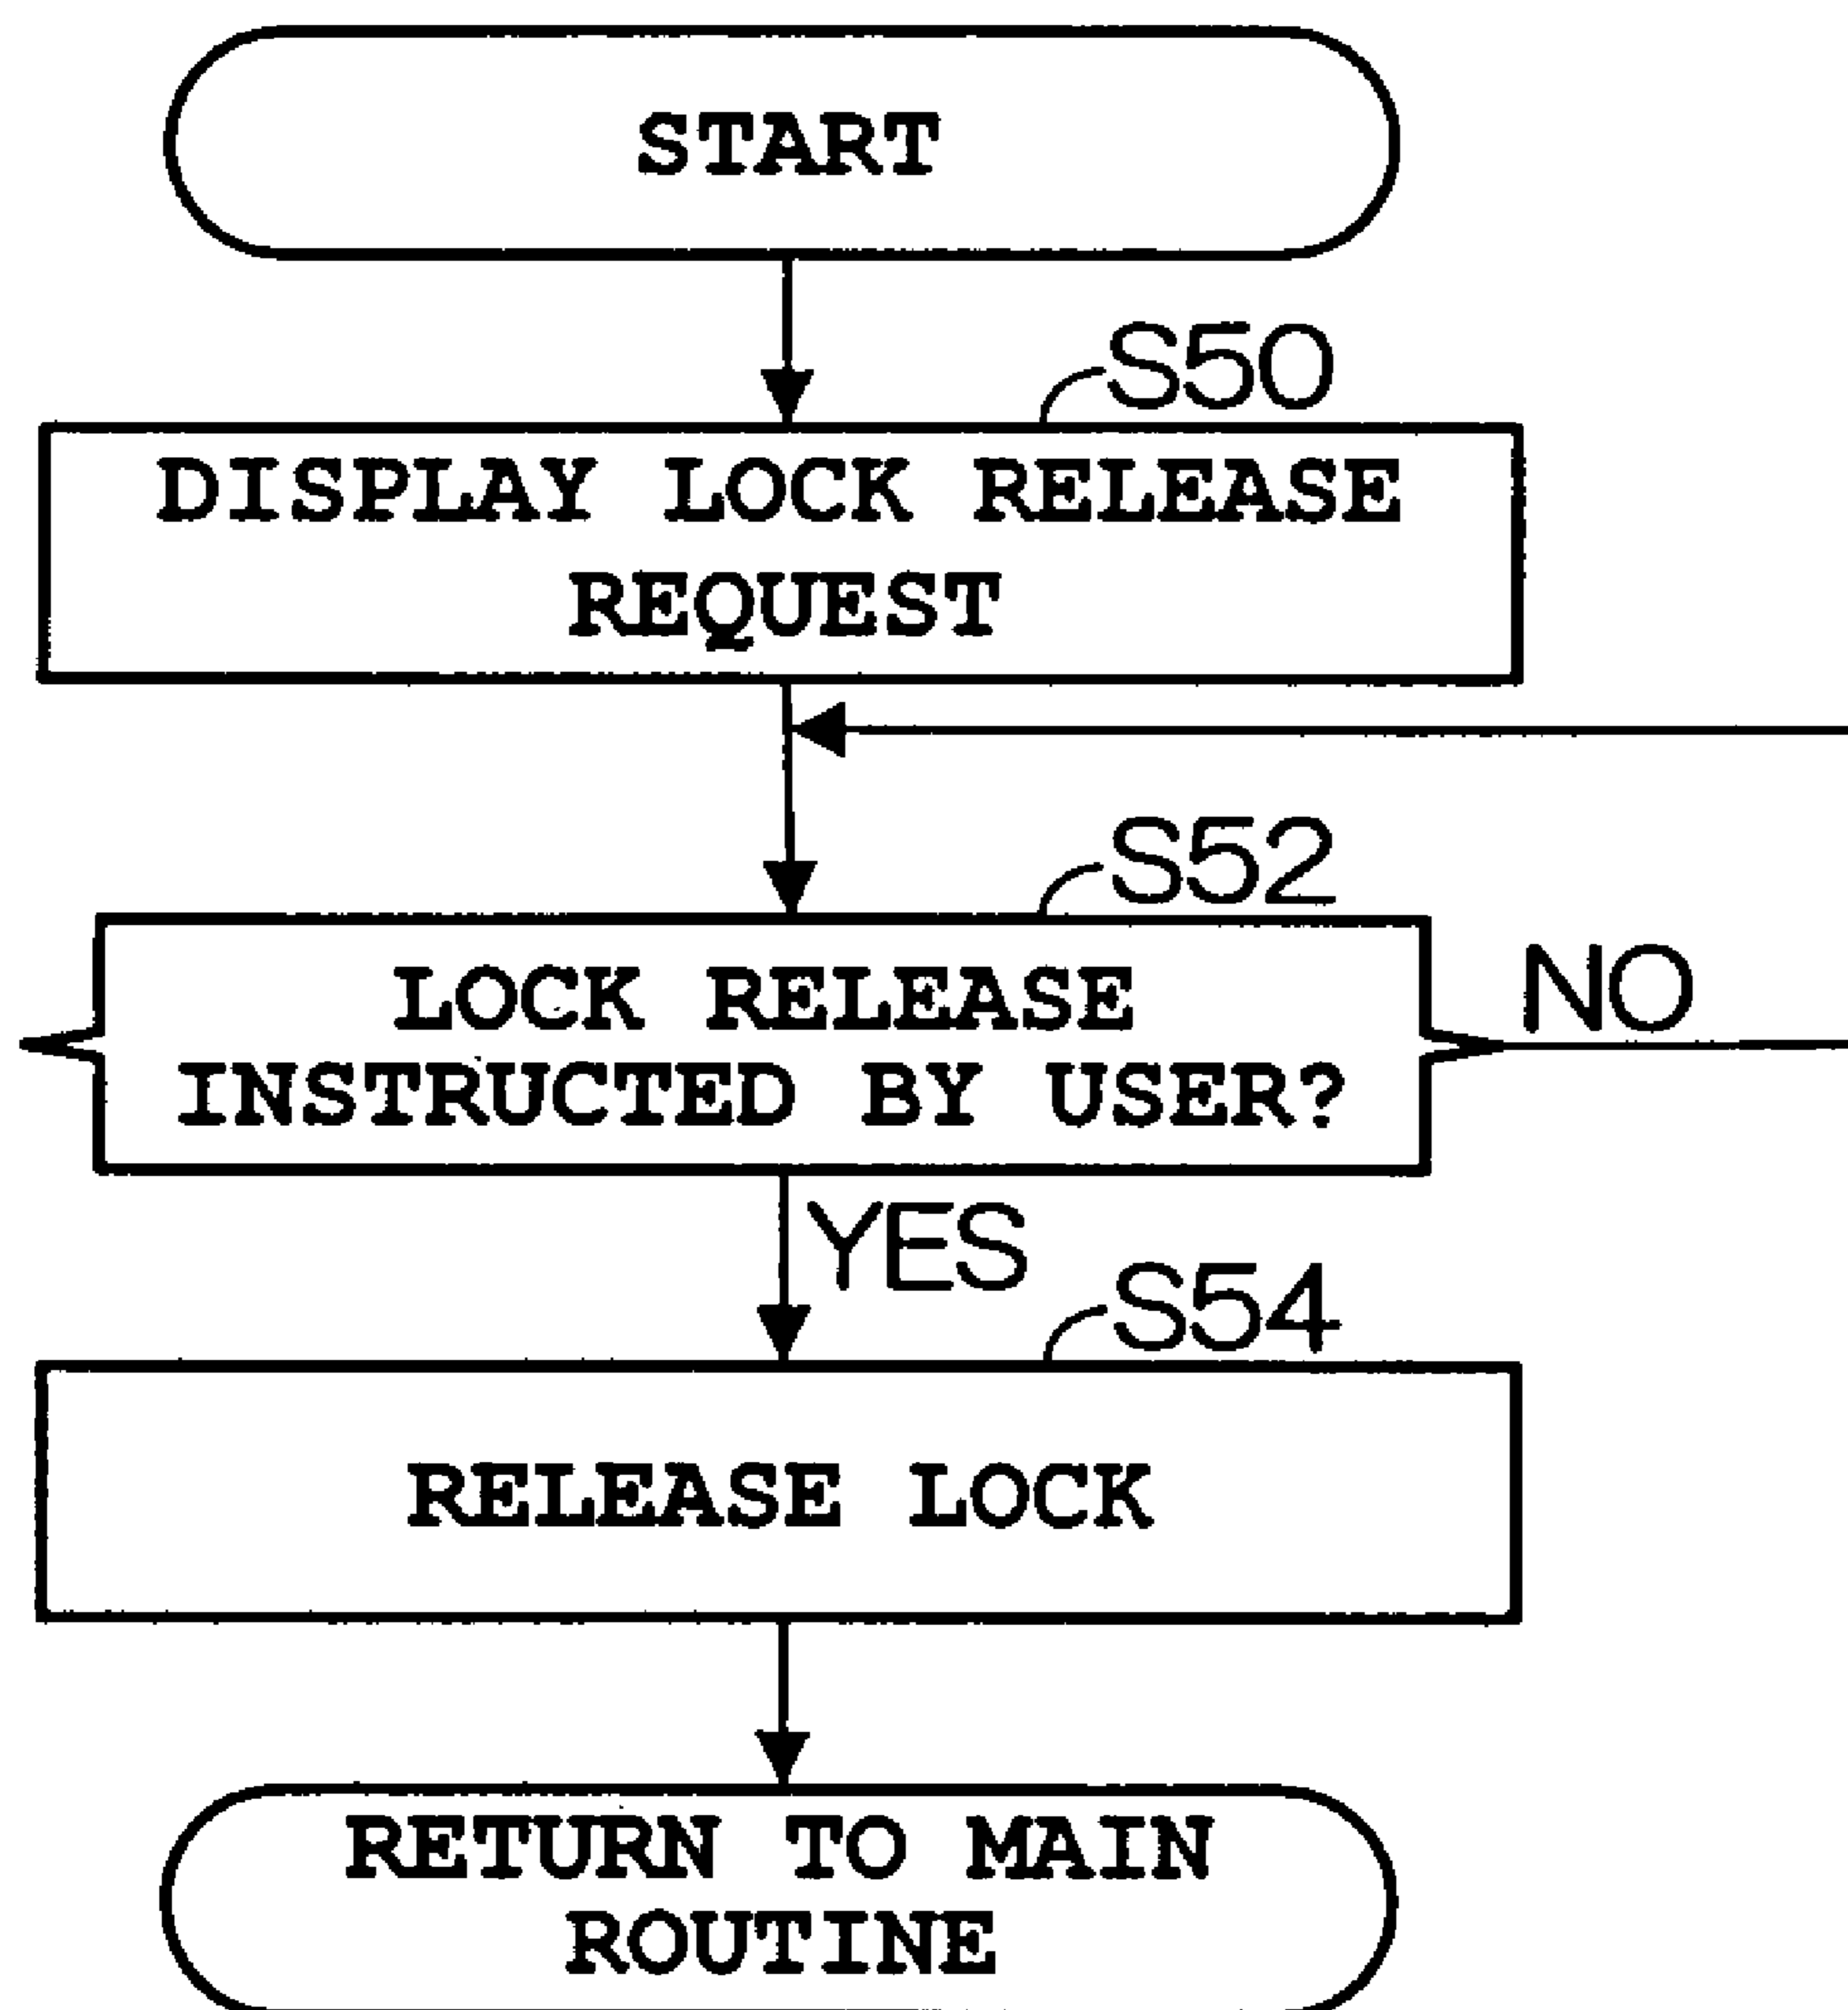 START
S50
DISPLAY LOCK RELEASE
REQUEST
S52
LOCK RELEASE
INSTRUCTED BY USER?
NO
YES
S54
RELEASE LOCK
RETURN TO MAIN
ROUTINE